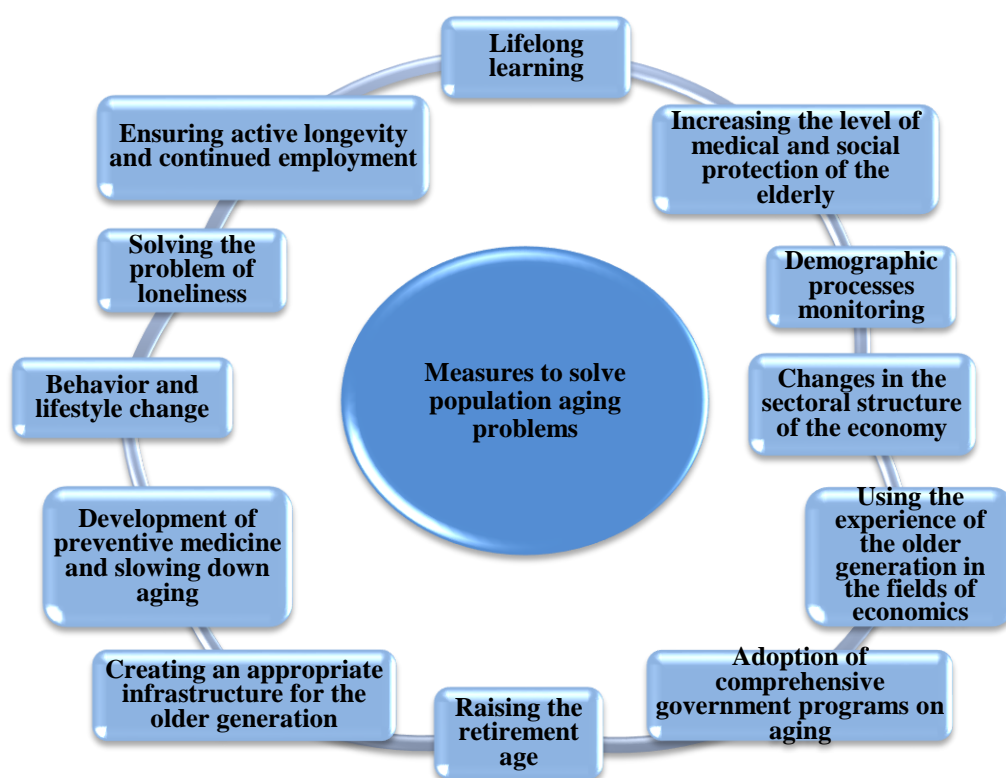 Lifelong
learning
Increasing the level of
medical and social
protection of the
elderly
Demographic
processes
monitoring
Changes in the
sectoral structure
of the economy
Using the
experience of
the older
generation in
the fields of
economics
Adoption of
comprehensive
government programs on
aging
Raising the
retirement
age
Creating an appropriate
infrastructure for the
older generation
Development of
preventive medicine
and slowing down
aging
Behavior and
lifestyle change
Solving the
problem of
loneliness
Ensuring active longevity
and continued employment
Measures to solve
population aging
problems